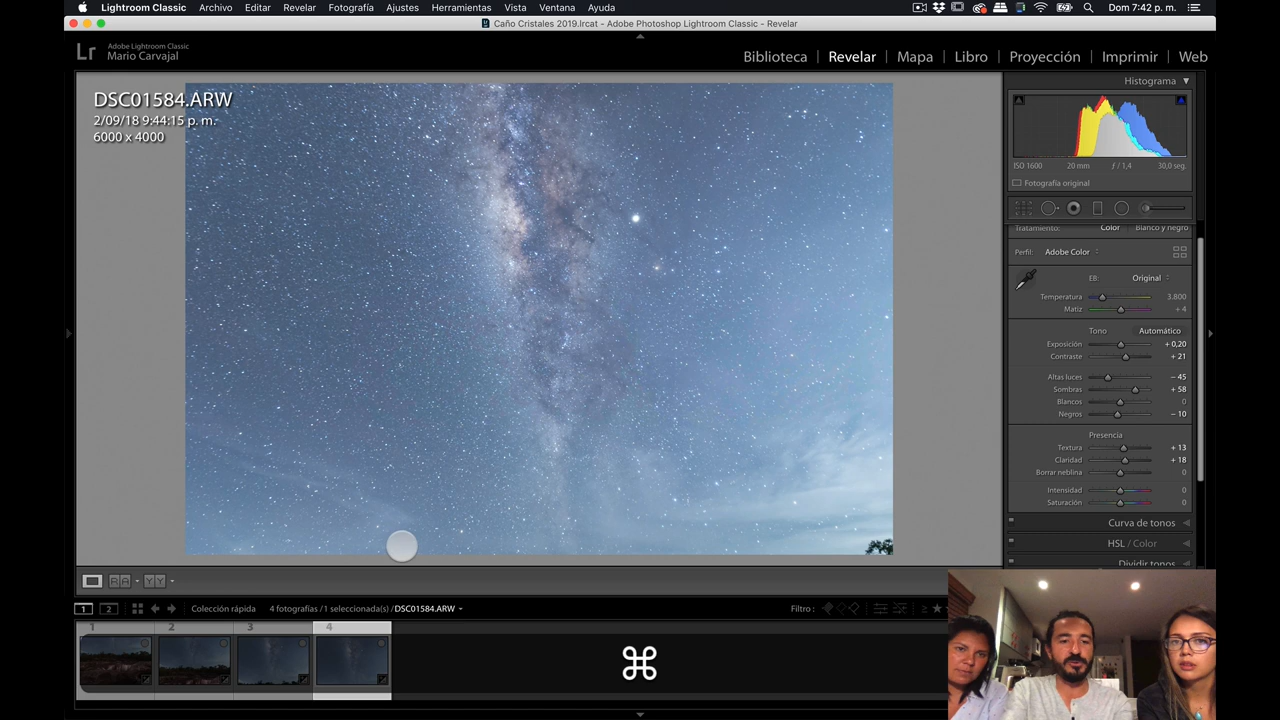 Lightroom Classic Archivo Editar Revelar Fotografía Ajustes Herramientas Vista Ventana Ayuda Dom 7:42 p. m.
Caño Cristales 2019.lrcat - Adobe Photoshop Lightroom Classic - Revelar
Lr Adobe Lightroom Classic
Mario Carvajal
Biblioteca | Revelar | Mapa | Libro | Proyección | Imprimir | Web
DSC01584.ARW
2/09/18 9:44:15 p. m.
6000 x 4000
Histograma
ISO 1600 20 mm ƒ / 1,4 30,0 seg.
Fotografía original
Tratamiento: Color Blanco y negro
Perfil: Adobe Color
EB: Original
Temperatura 3.800
Matiz + 4
Tono Automático
Exposición + 0,20
Contraste + 21
Altas luces − 45
Sombras + 58
Blancos 0
Negros − 10
Presencia
Textura + 13
Claridad + 18
Borrar neblina 0
Intensidad 0
Saturación 0
Curva de tonos
HSL / Color
Dividir tonos
1 2 Colección rápida 4 fotografías / 1 seleccionada(s) / DSC01584.ARW Filtro :
1 2 3 4
⌘